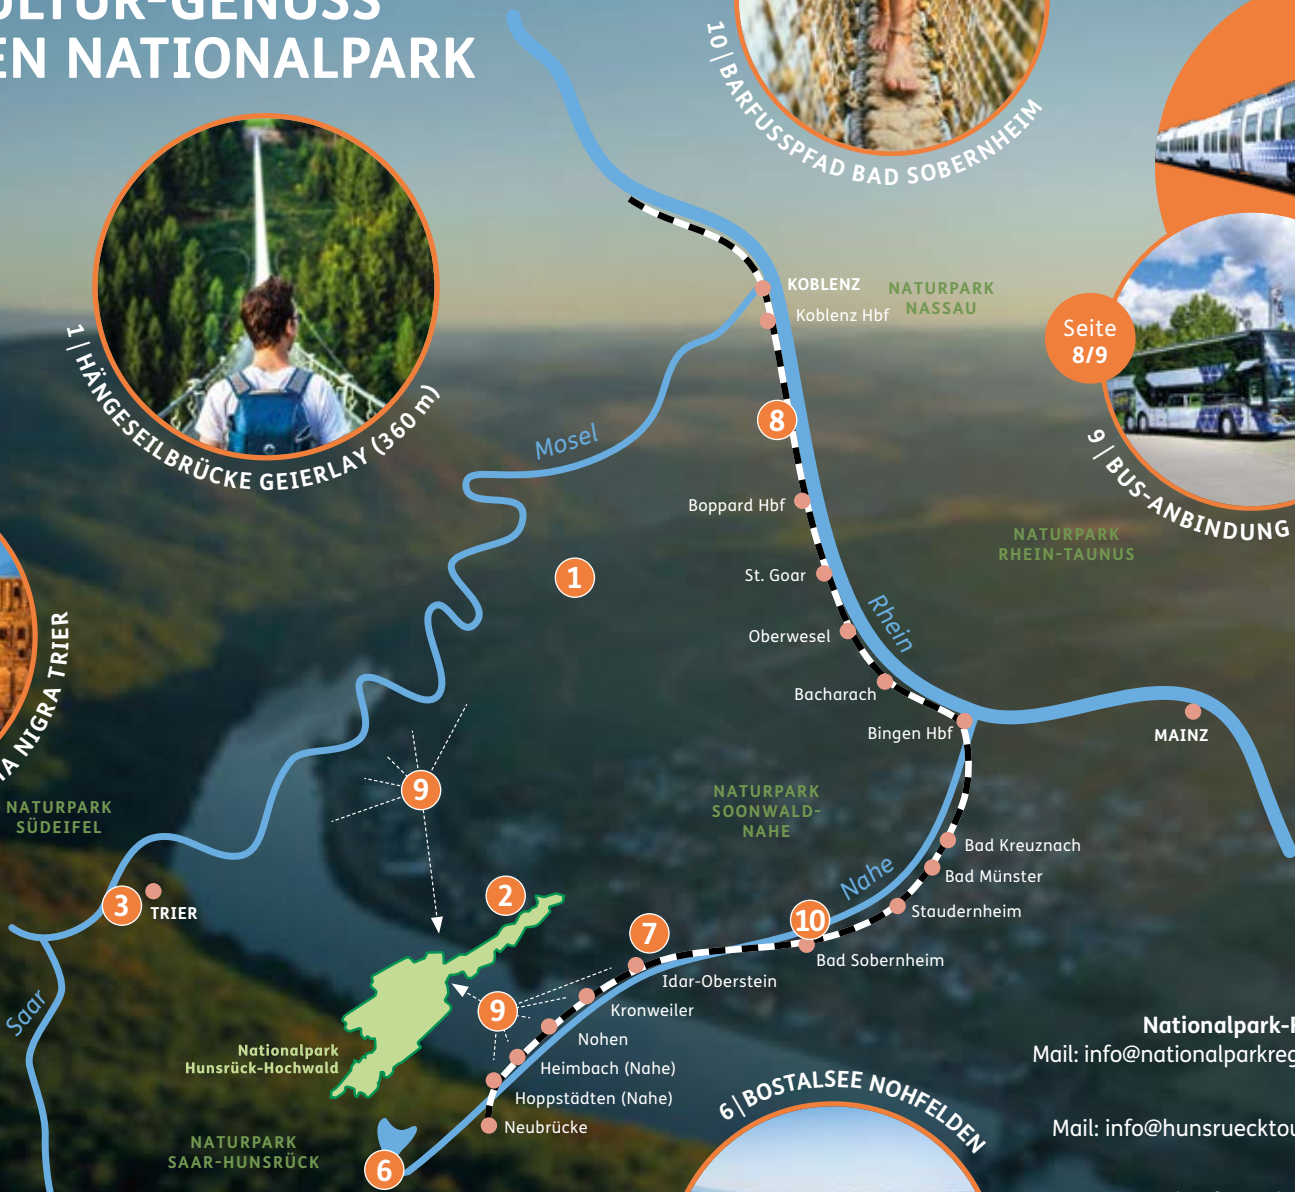 EN NATIONALPARK
10 | BARFUSSPFAD BAD SOBERNHEIM
1 | HÄNGESEILBRÜCKE GEIERLAY (360 m)
KOBLENZ
Koblenz Hbf
NATURPARK
NASSAU
Seite
8/9
9 | BUS-ANBINDUNG
8
Mosel
Boppard Hbf
NATURPARK
RHEIN-TAUNUS
1
St. Goar
Rhein
Oberwesel
Bacharach
Bingen Hbf
MAINZ
NIGRA TRIER
9
NATURPARK
SÜDEIFEL
NATURPARK
SOONWALD-
NAHE
Bad Kreuznach
Bad Münster
Nahe
Staudernheim
3
TRIER
2
7
10
Bad Sobernheim
Idar-Oberstein
9
Kronweiler
Saar
Nohen
Nationalpark
Hunsrück-Hochwald
Heimbach (Nahe)
Hoppstädten (Nahe)
Neubrücke
NATURPARK
SAAR-HUNSRÜCK
6
6 | BOSTALSEE NOHFELDEN
Nationalpark-
Mail: info@nationalparkreg
Mail: info@hunsruecktou